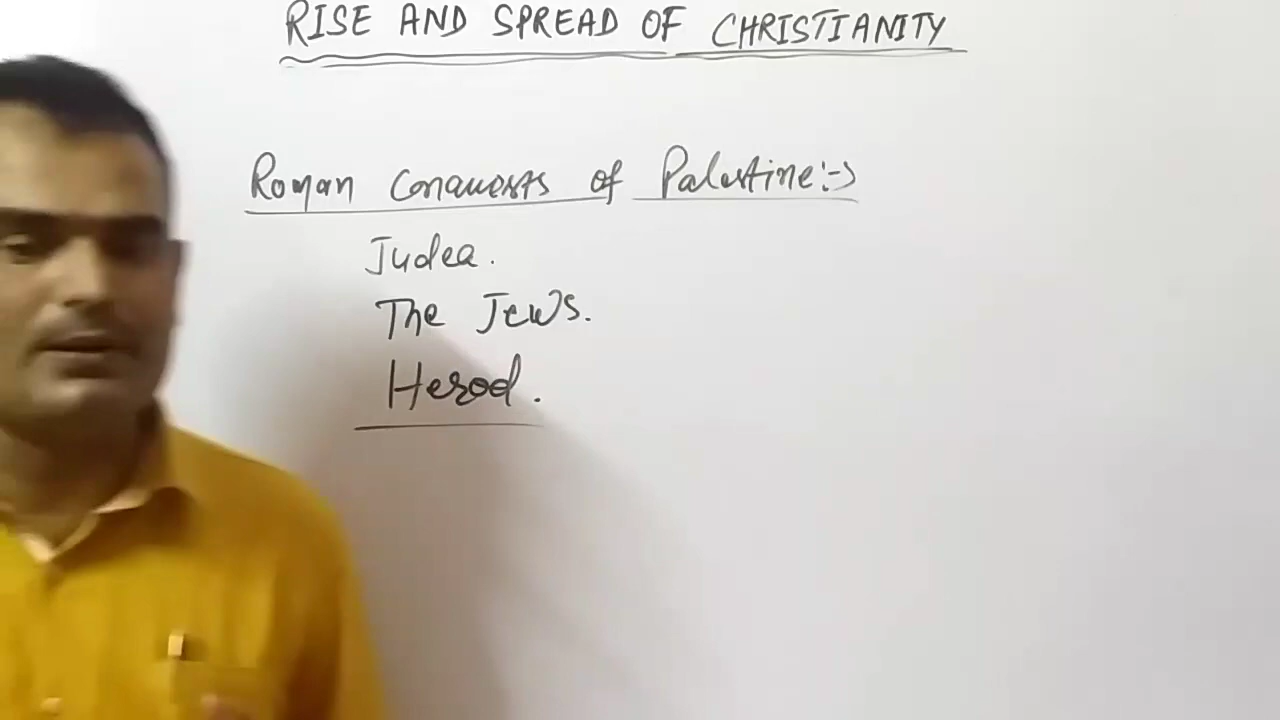 RISE AND SPREAD OF CHRISTIANITY
Roman Conquests of Palestine:->
Judea.
The Jews.
Herod.